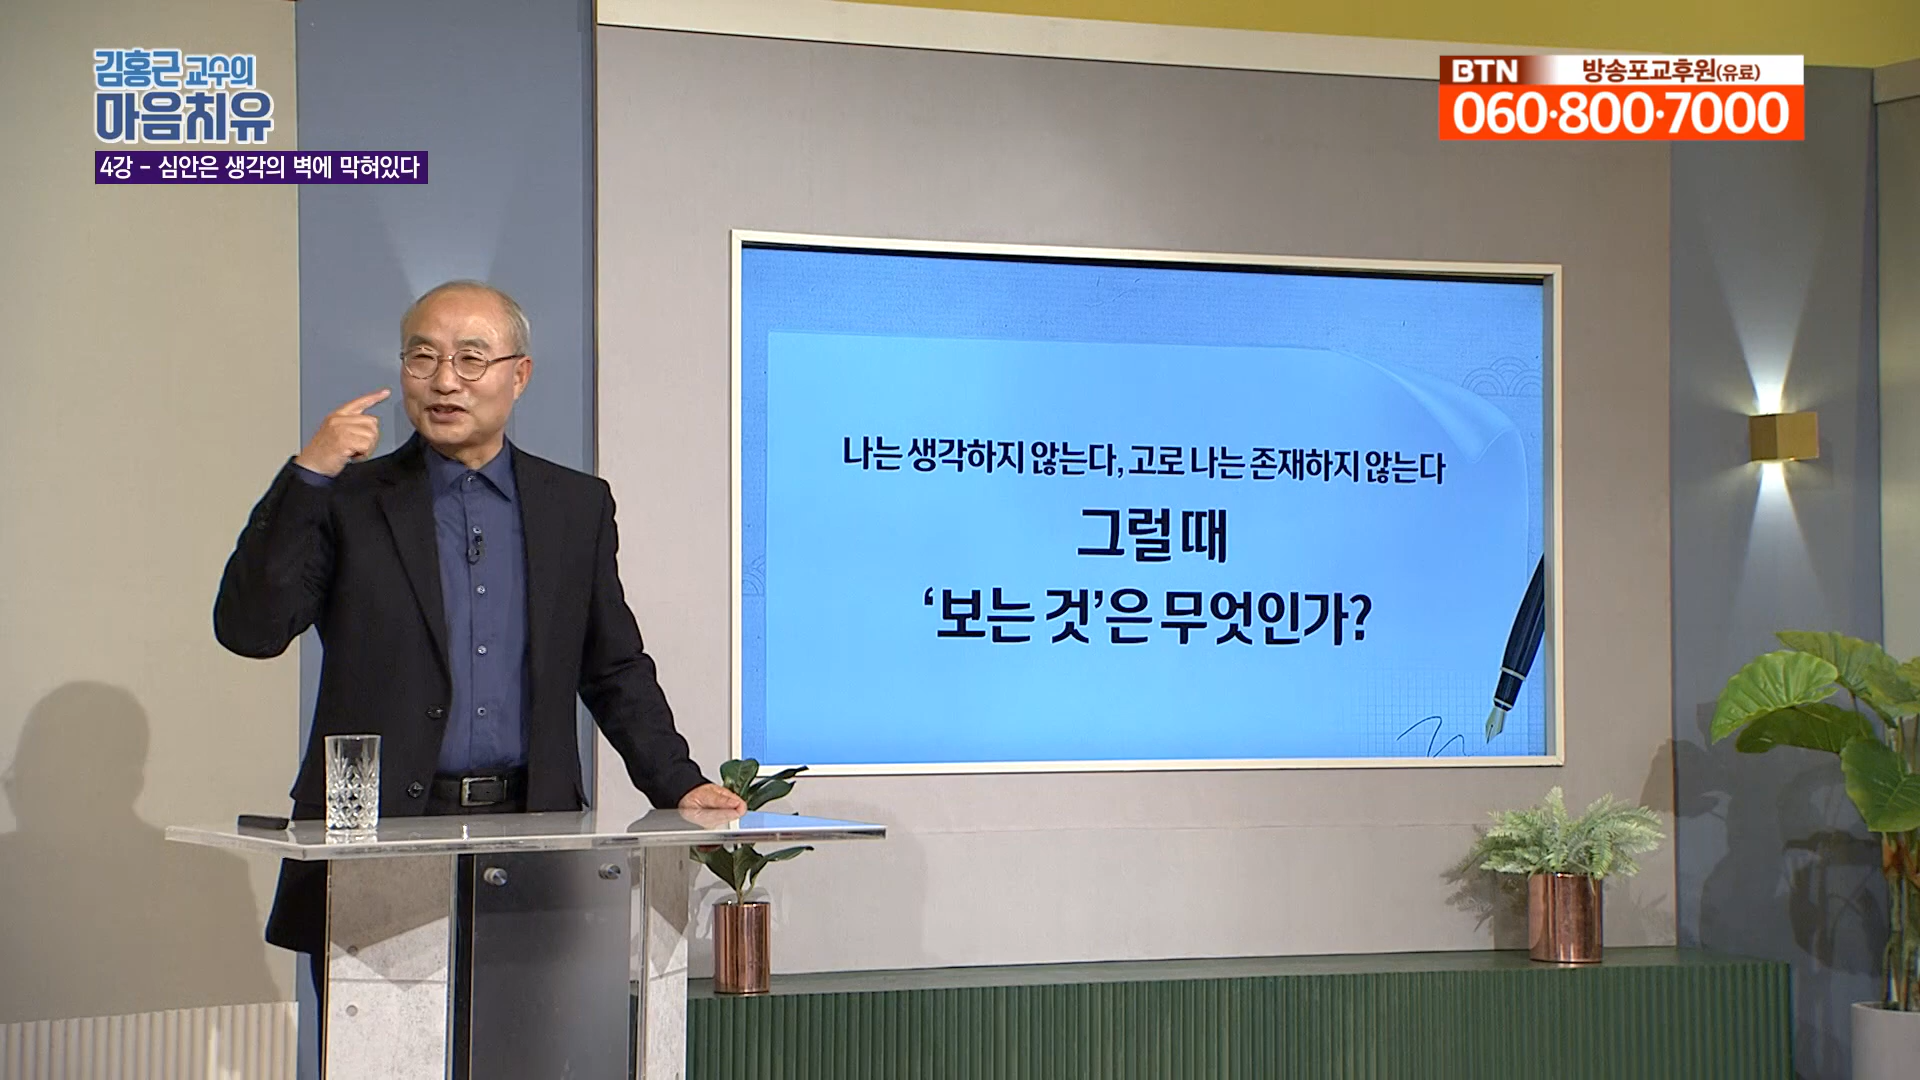 김홍근 교수의
마음치유
4강 - 심안은 생각의 벽에 막혀있다
BTN 방송포교후원(유료)
060·800·7000
나는 생각하지 않는다, 고로 나는 존재하지 않는다
그럴 때
‘보는 것’은 무엇인가?